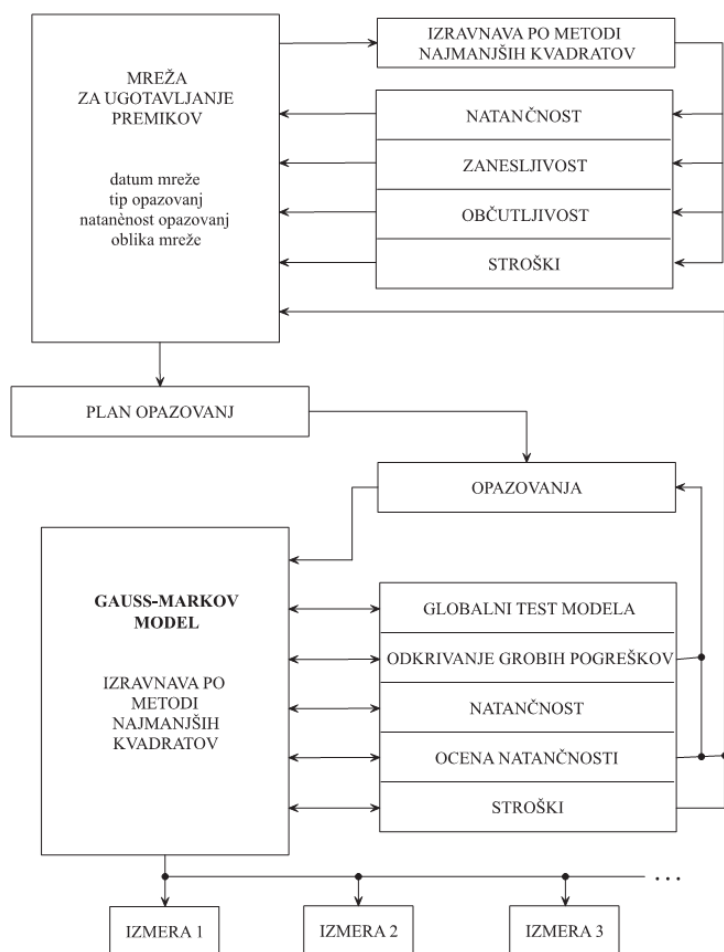 MREŽA
ZA UGOTAVLJANJE
PREMIKOV
datum mreže
tip opazovanj
natanènost opazovanj
oblika mreže
IZRAVNAVA PO METODI
NAJMANJŠIH KVADRATOV
NATANČNOST
ZANESLJIVOST
OBČUTLJIVOST
STROŠKI
PLAN OPAZOVANJ
OPAZOVANJA
GAUSS-MARKOV
MODEL
IZRAVNAVA PO
METODI
NAJMANJŠIH
KVADRATOV
GLOBALNI TEST MODELA
ODKRIVANJE GROBIH POGREŠKOV
NATANČNOST
OCENA NATANČNOSTI
STROŠKI
...
IZMERA 1
IZMERA 2
IZMERA 3